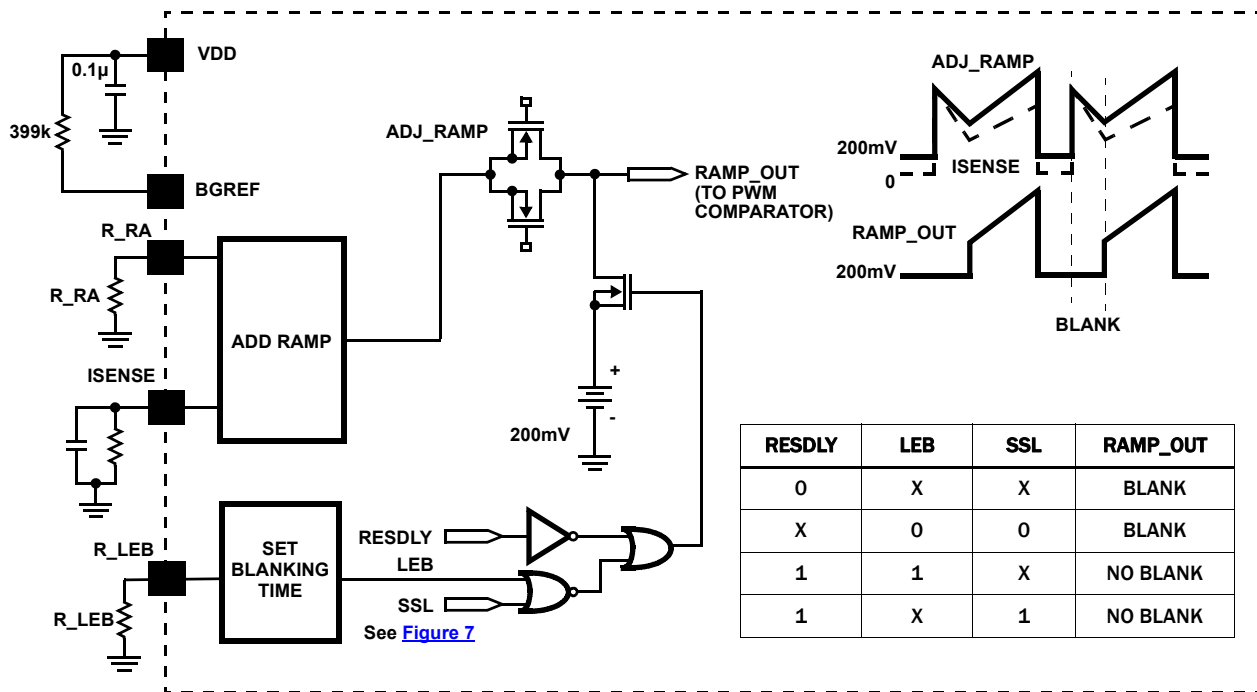 VDD
0.1µ
399k
BGREF
R_RA
R_RA
ADD RAMP
ISENSE
R_LEB
R_LEB
SET
BLANKING
TIME
ADJ_RAMP
RAMP_OUT
(TO PWM
COMPARATOR)
+
-
200mV
RESDLY
LEB
SSL
See Figure 7
ADJ_RAMP
200mV
ISENSE
0
RAMP_OUT
200mV
BLANK
RESDLY LEB SSL RAMP_OUT
0 X X BLANK
X 0 0 BLANK
1 1 X NO BLANK
1 X 1 NO BLANK